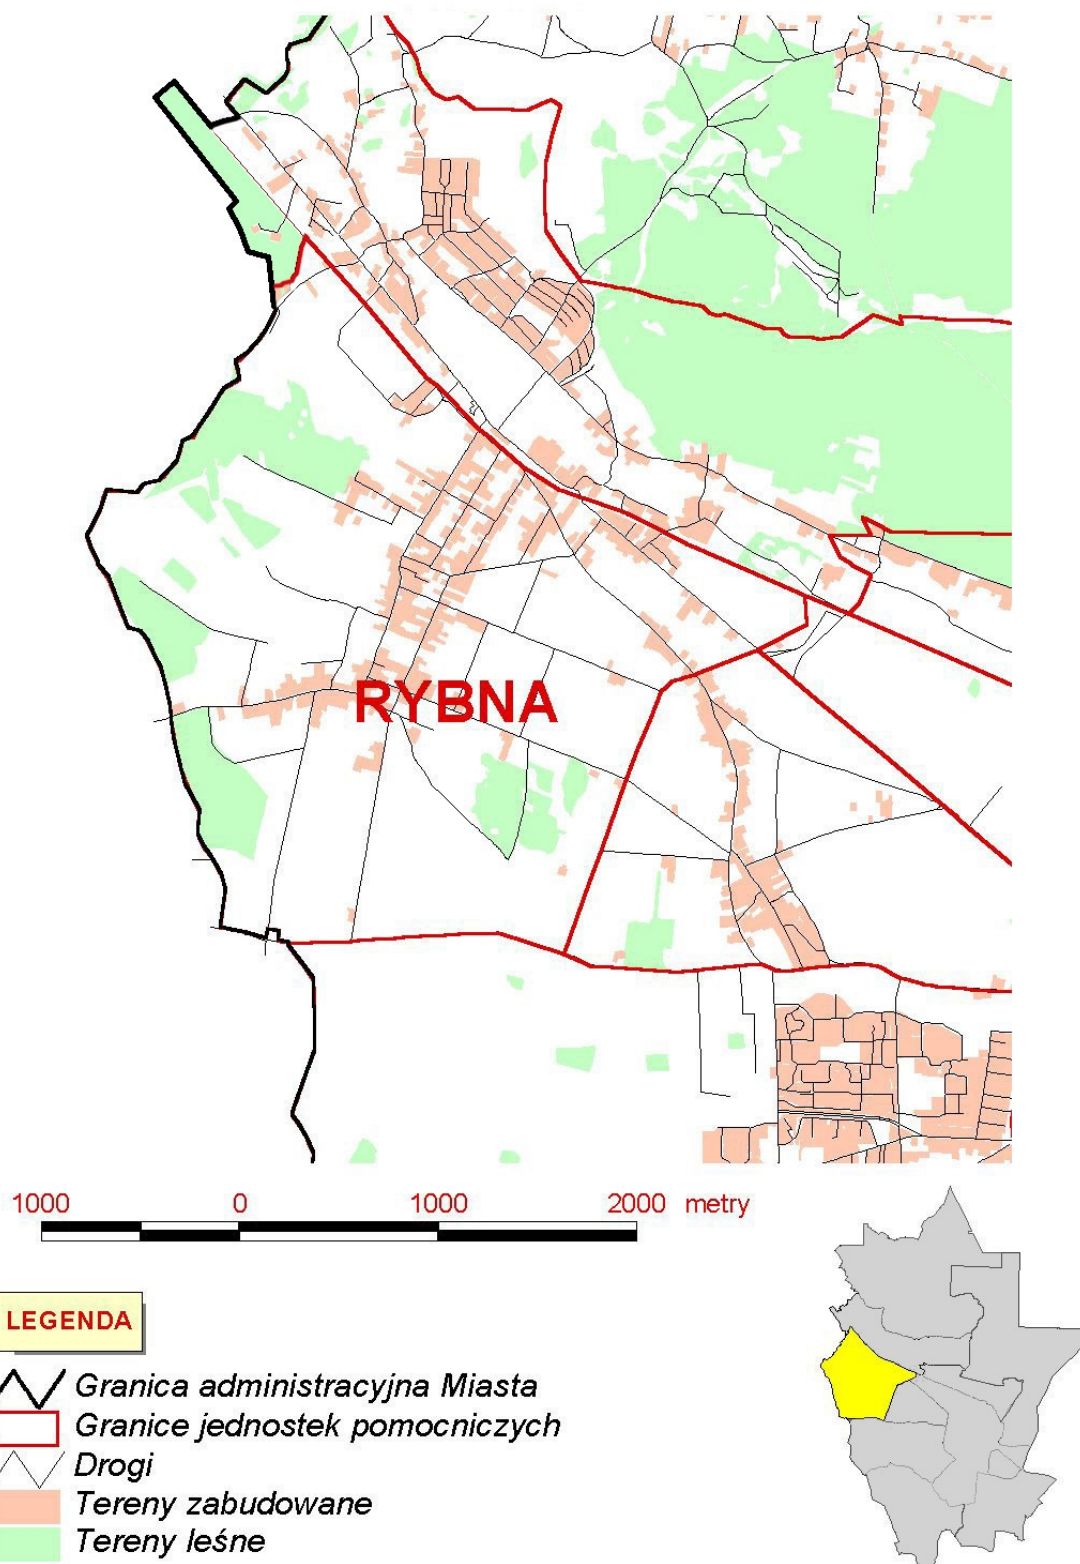 RYBNA
1000 0 1000 2000 metry
LEGENDA
Granica administracyjna Miasta
Granice jednostek pomocniczych
Drogi
Tereny zabudowane
Tereny leśne